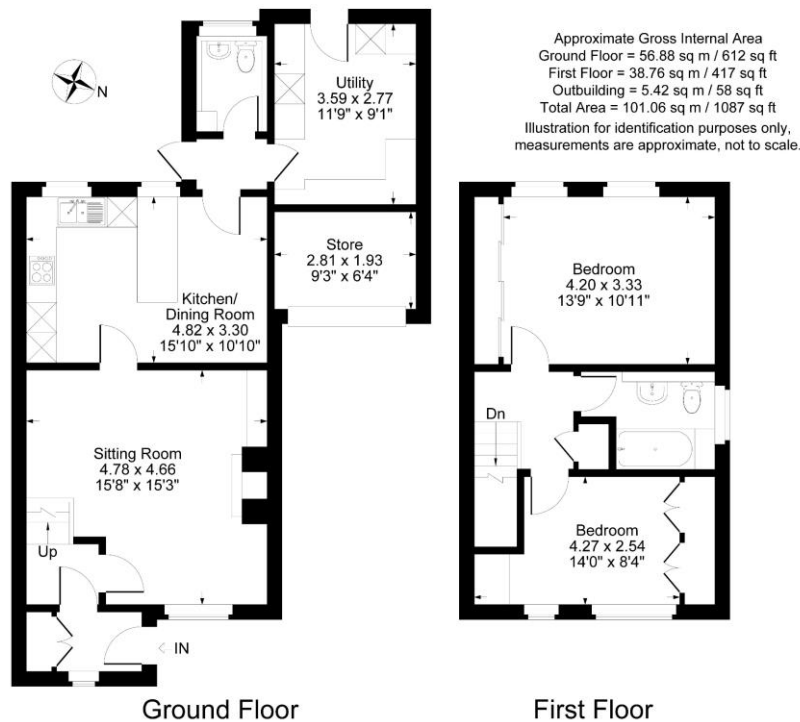 Approximate Gross Internal Area
Ground Floor = 56.88 sq m / 612 sq ft
First Floor = 38.76 sq m / 417 sq ft
Outbuilding = 5.42 sq m / 58 sq ft
Total Area = 101.06 sq m / 1087 sq ft
Illustration for identification purposes only,
measurements are approximate, not to scale.
N
Utility
3.59 x 2.77
11'9" x 9'1"
Store
2.81 x 1.93
9'3" x 6'4"
Kitchen/
Dining Room
4.82 x 3.30
15'10" x 10'10"
Sitting Room
4.78 x 4.66
15'8" x 15'3"
Up
IN
Ground Floor
Bedroom
4.20 x 3.33
13'9" x 10'11"
Dn
Bedroom
4.27 x 2.54
14'0" x 8'4"
First Floor